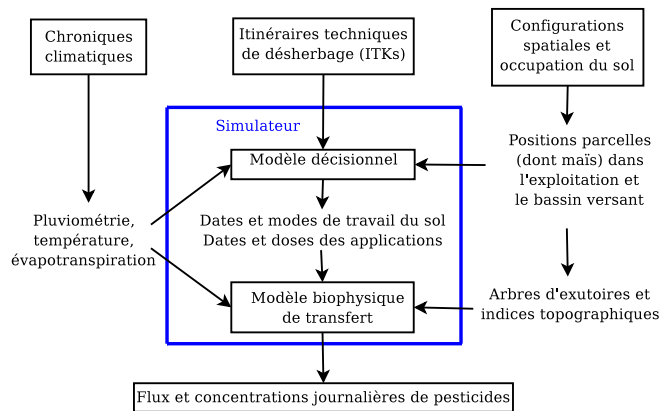 Chroniques
climatiques
Itinéraires techniques
de désherbage (ITKs)
Configurations
spatiales et
occupation du sol
Simulateur
Modèle décisionnel
Positions parcelles
(dont maïs) dans
l'exploitation et
le bassin versant
Pluviométrie,
température,
évapotranspiration
Dates et modes de travail du sol
Dates et doses des applications
Modèle biophysique
de transfert
Arbres d'exutoires et
indices topographiques
Flux et concentrations journalières de pesticides